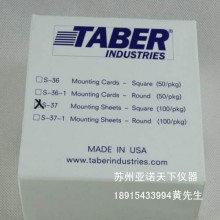 TABER®
INDUSTRIES
S-36 Mounting Cards - Square (50/pkg)
S-36-1 Mounting Cards - Round (50/pkg)
S-37 Mounting Sheets - Square (100/pkg)
S-37-1 Mounting Sheets - Round (100/pkg)
MADE IN USA
www.taberindustries.com
苏州亚诺天下仪器
18915433994黄先生